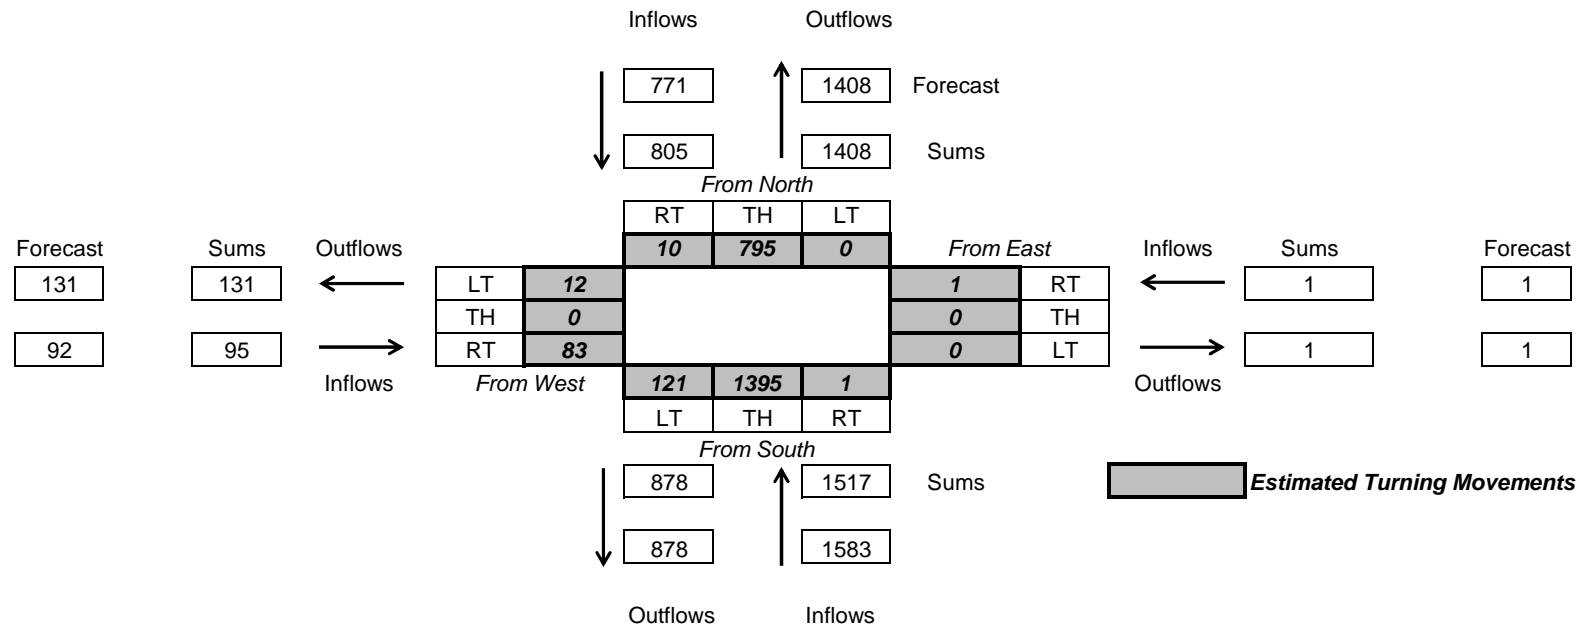 Inflows Outflows
771 1408 Forecast
805 1408 Sums
From North
RT TH LT
Forecast Sums Outflows 10 795 0 From East Inflows Sums Forecast
131 131 LT 12 1 RT 1 1
TH 0 0 TH
92 95 RT 83 0 LT 1 1
Inflows From West 121 1395 1 Outflows
LT TH RT
From South
878 1517 Sums Estimated Turning Movements
878 1583
Outflows Inflows